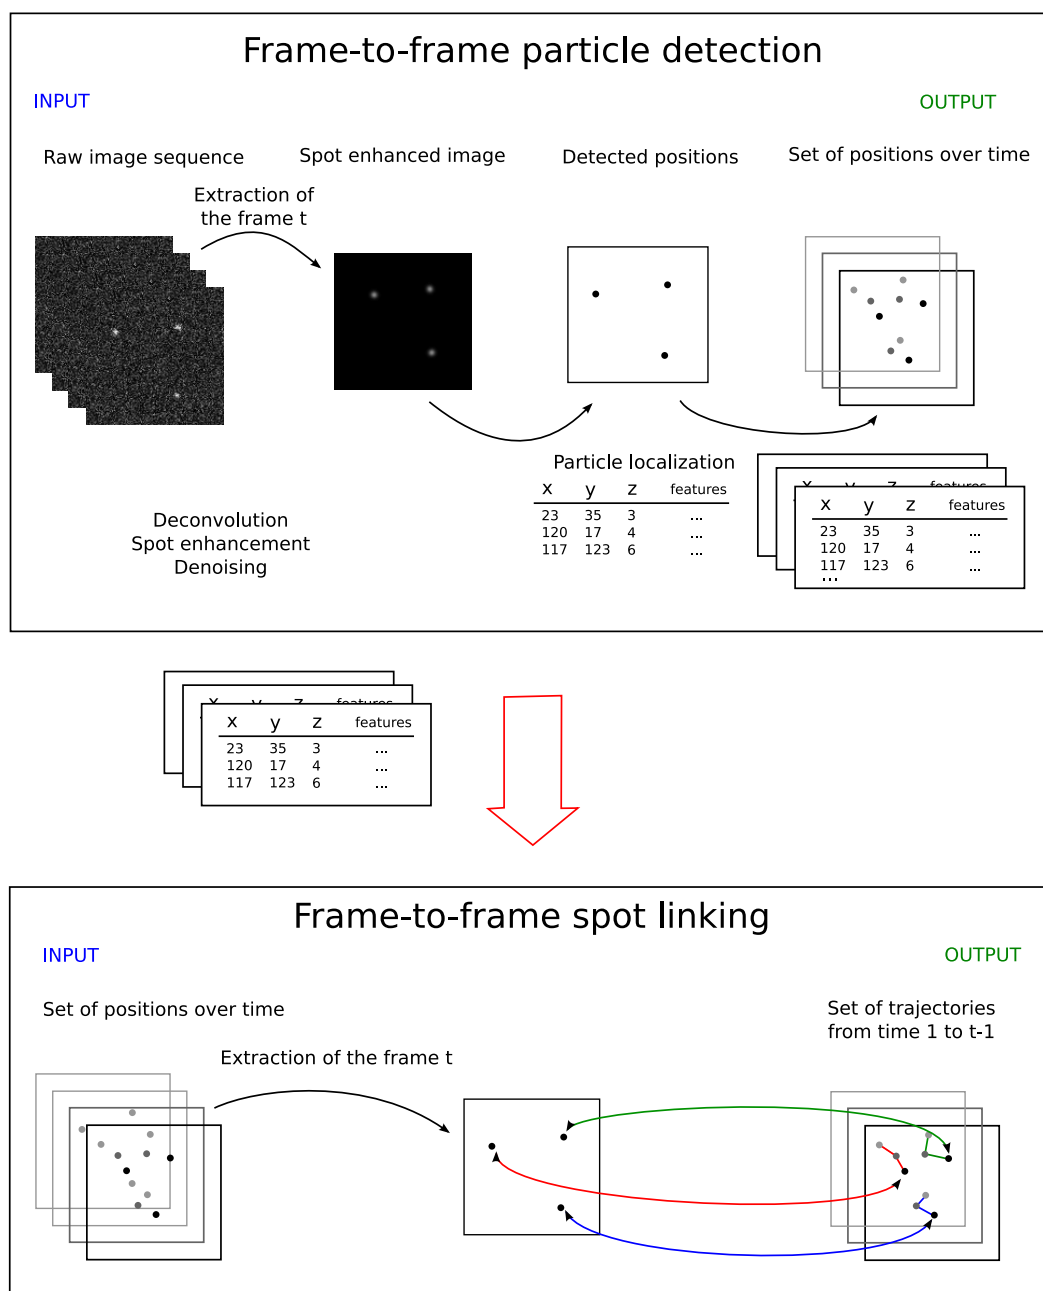 Frame-to-frame particle detection
INPUT
OUTPUT
Raw image sequence
Spot enhanced image
Detected positions
Set of positions over time
Extraction of
the frame t
Deconvolution
Spot enhancement
Denoising
Particle localization
x y z features
23 35 3 ...
120 17 4 ...
117 123 6 ...
x y z
features
x y z features
23 35 3 ...
120 17 4 ...
117 123 6 ...
...
x y z features
x y z features
23 35 3 ...
120 17 4 ...
117 123 6 ...
Frame-to-frame spot linking
INPUT
OUTPUT
Set of positions over time
Set of trajectories
from time 1 to t-1
Extraction of the frame t